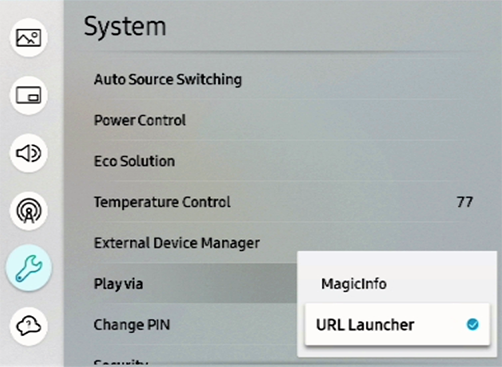 System
Auto Source Switching
Power Control
Eco Solution
Temperature Control 77
External Device Manager
Play via
MagicInfo
Change PIN
URL Launcher
Security